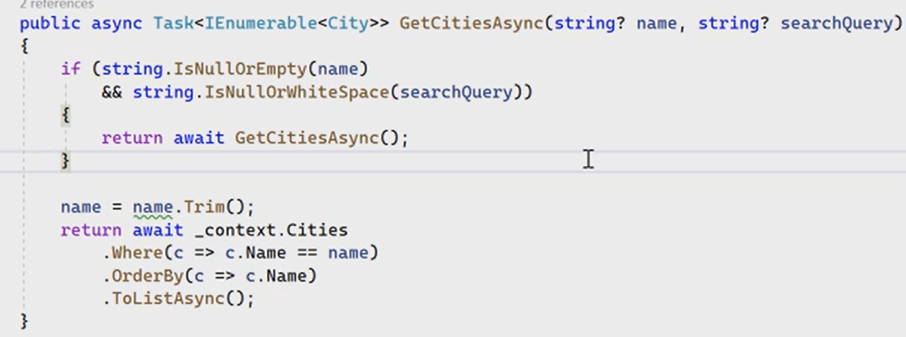 2 references
public async Task<IEnumerable<City>> GetCitiesAsync(string? name, string? searchQuery)
{
    if (string.IsNullOrEmpty(name)
        && string.IsNullOrWhiteSpace(searchQuery))
    {
        return await GetCitiesAsync();
    }
    name = name.Trim();
    return await _context.Cities
        .Where(c => c.Name == name)
        .OrderBy(c => c.Name)
        .ToListAsync();
}